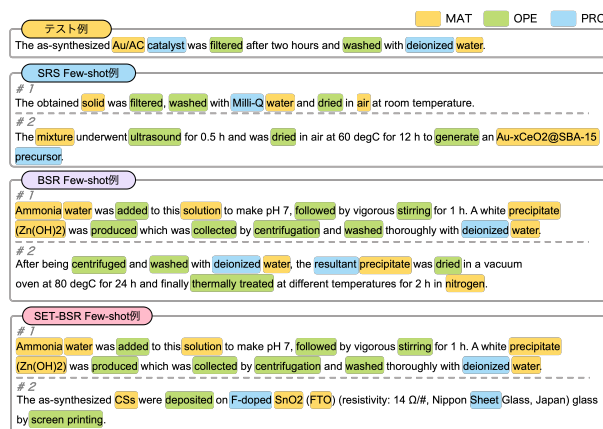 MAT OPE PRO
テスト例
The as-synthesized Au/AC catalyst was filtered after two hours and washed with deionized water.
SRS Few-shot例
# 1
The obtained solid was filtered, washed with Milli-Q water and dried in air at room temperature.
# 2
The mixture underwent ultrasound for 0.5 h and was dried in air at 60 degC for 12 h to generate an Au-xCeO2@SBA-15
precursor.
BSR Few-shot例
# 1
Ammonia water was added to this solution to make pH 7, followed by vigorous stirring for 1 h. A white precipitate
(Zn(OH)2) was produced which was collected by centrifugation and washed thoroughly with deionized water.
# 2
After being centrifuged and washed with deionized water, the resultant precipitate was dried in a vacuum
oven at 80 degC for 24 h and finally thermally treated at different temperatures for 2 h in nitrogen.
SET-BSR Few-shot例
# 1
Ammonia water was added to this solution to make pH 7, followed by vigorous stirring for 1 h. A white precipitate
(Zn(OH)2) was produced which was collected by centrifugation and washed thoroughly with deionized water.
# 2
The as-synthesized CSs were deposited on F-doped SnO2 (FTO) (resistivity: 14 Ω/#, Nippon Sheet Glass, Japan) glass
by screen printing.